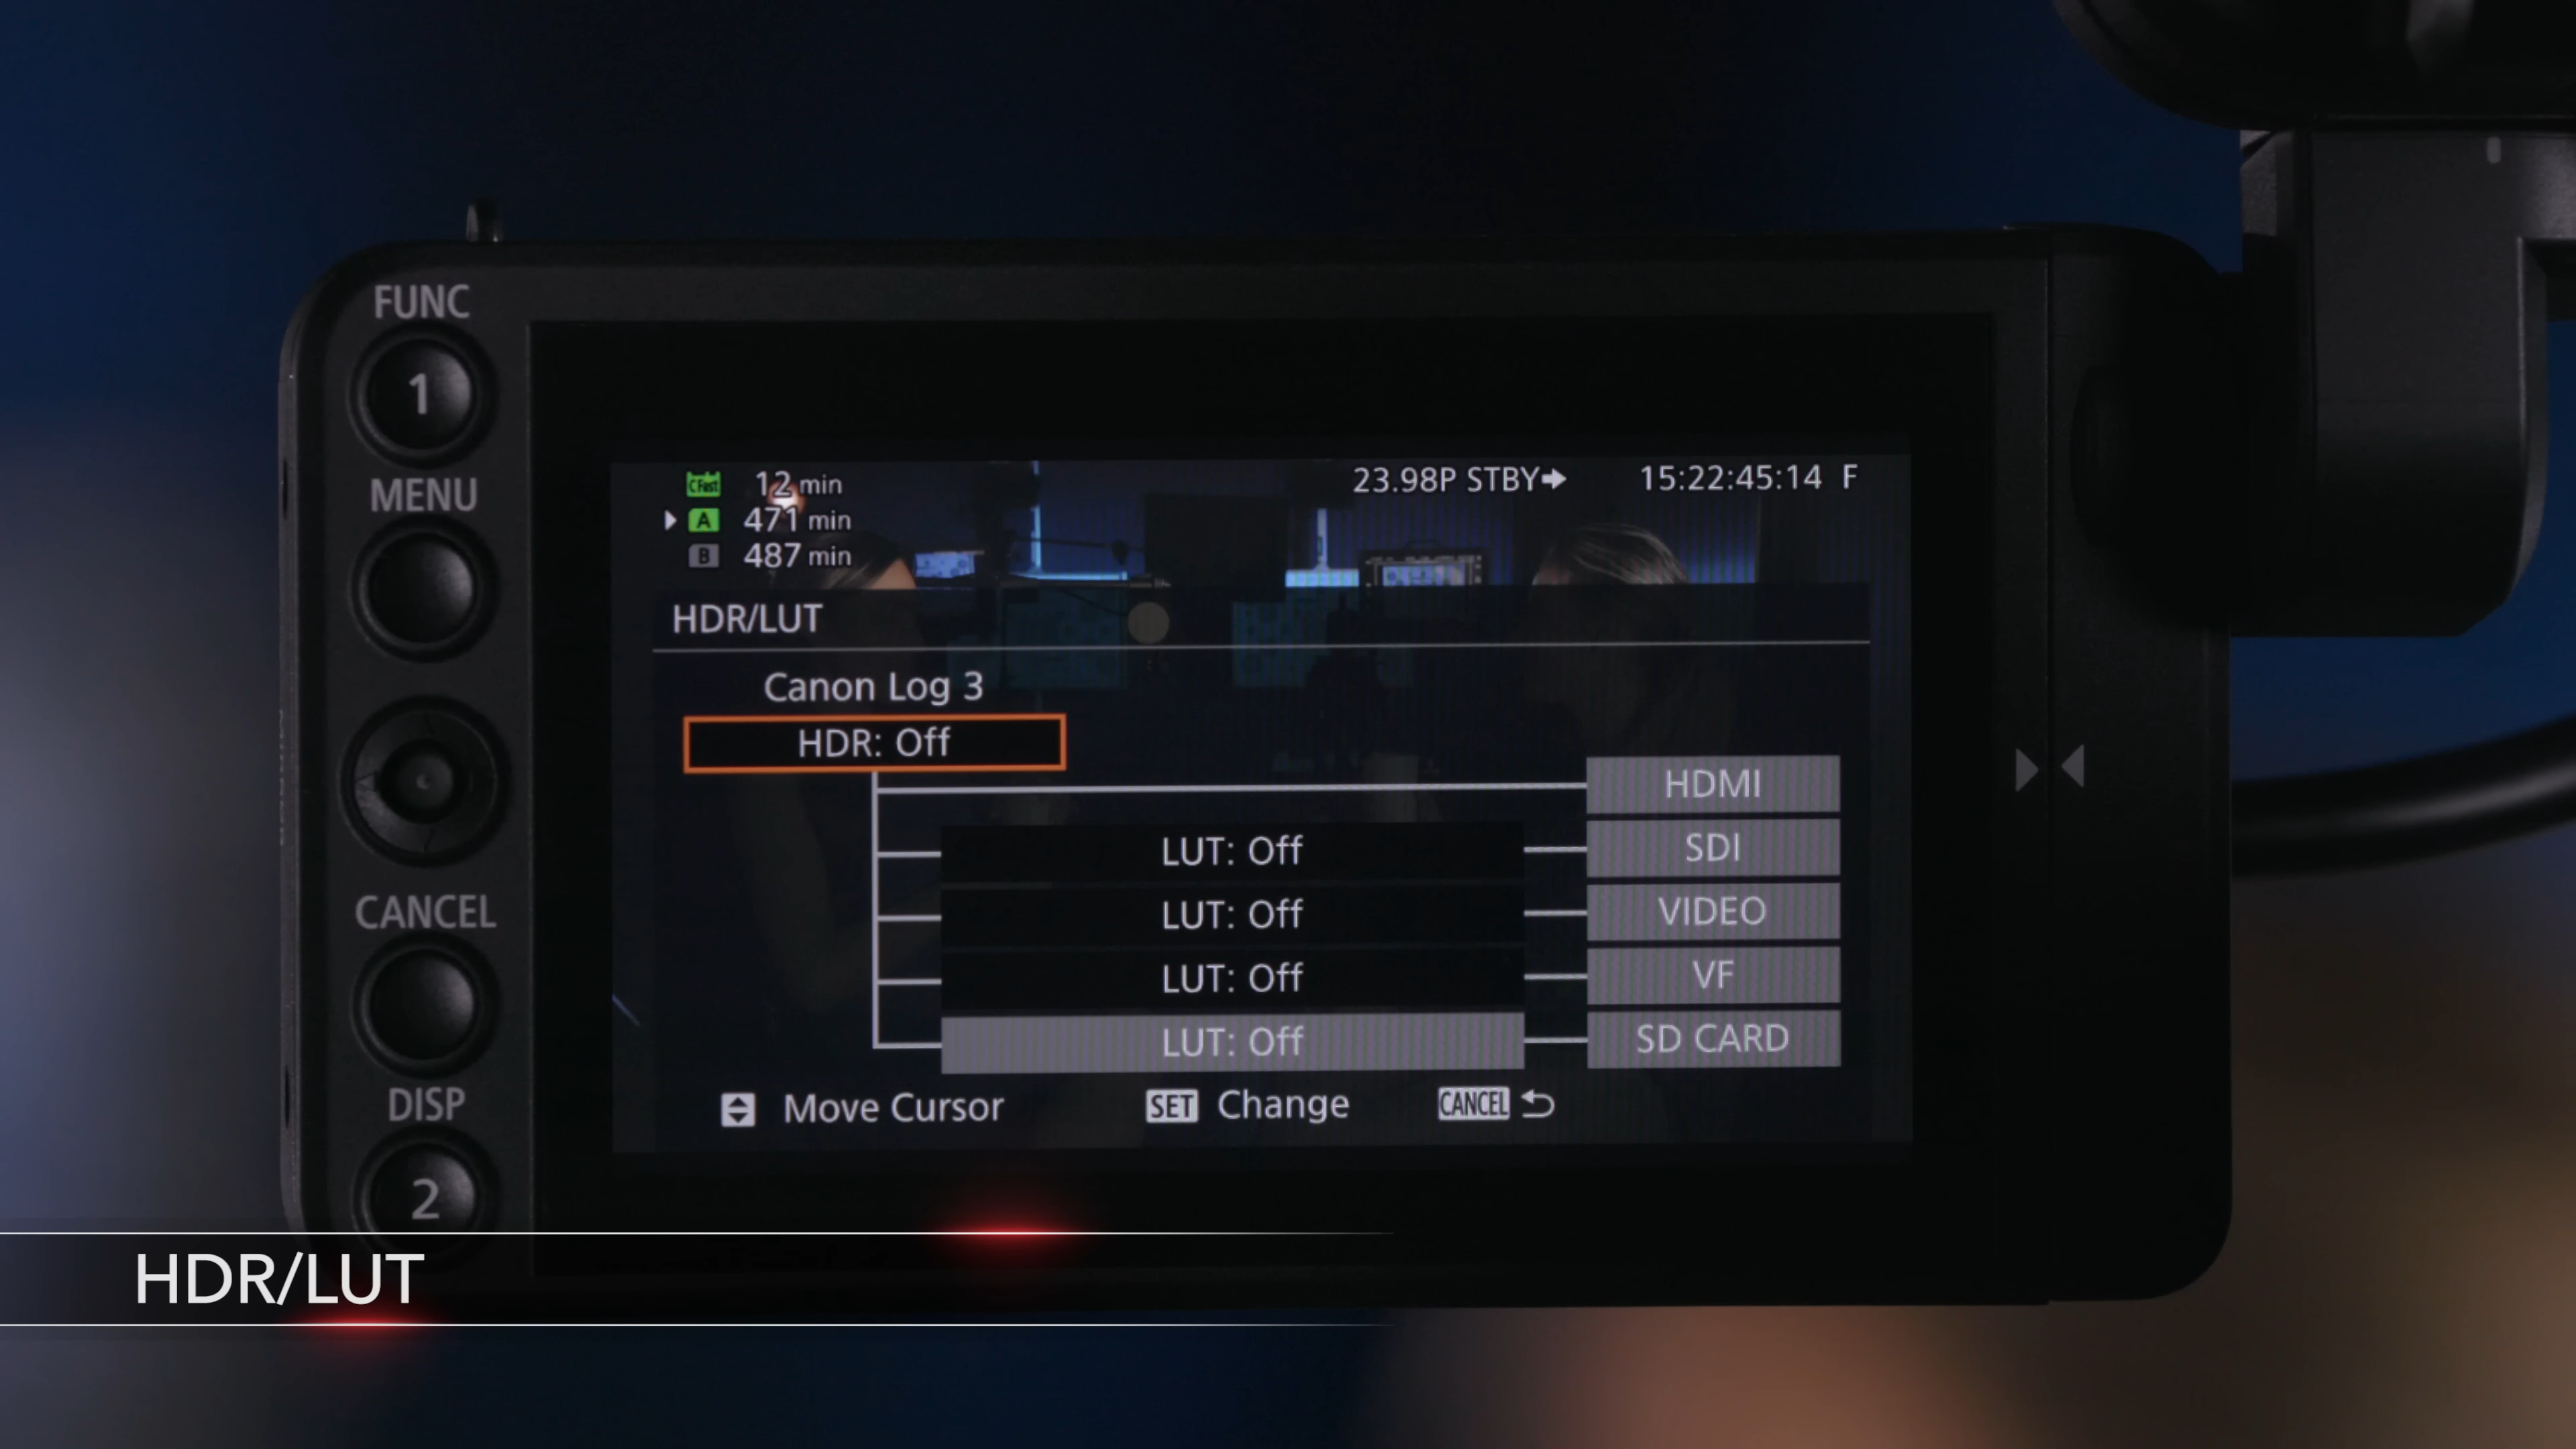 FUNC
1
MENU
CANCEL
DISP
2
CFast 12 min
A 471 min
B 487 min
23.98P STBY
15:22:45:14 F
HDR/LUT
Canon Log 3
HDR: Off
HDMI
LUT: Off SDI
LUT: Off VIDEO
LUT: Off VF
LUT: Off SD CARD
Move Cursor SET Change CANCEL
HDR/LUT